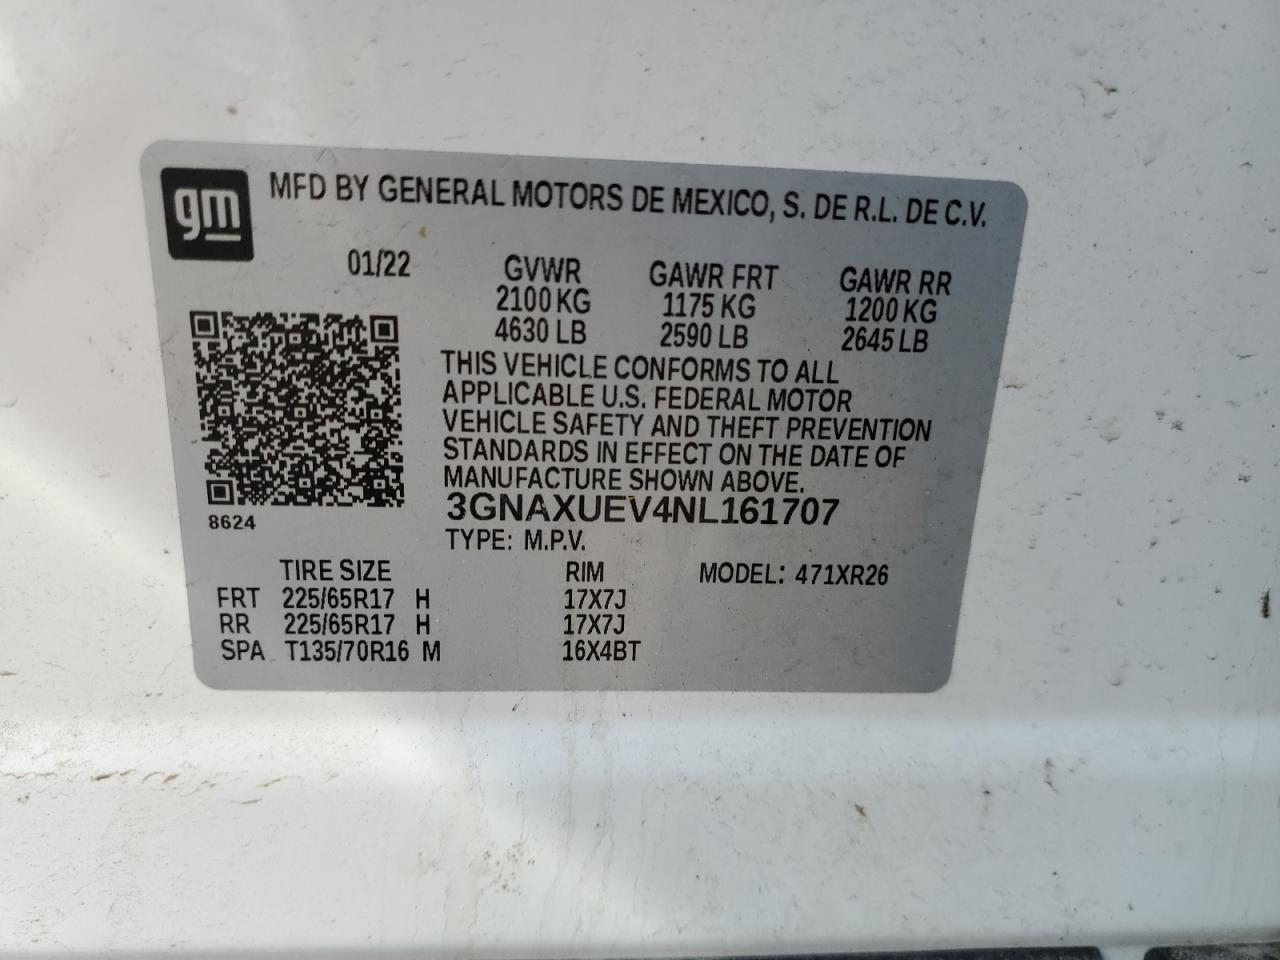 gm
MFD BY GENERAL MOTORS DE MEXICO, S. DE R.L. DE C.V.
01/22 GVWR GAWR FRT GAWR RR
2100 KG 1175 KG 1200 KG
4630 LB 2590 LB 2645 LB
THIS VEHICLE CONFORMS TO ALL
APPLICABLE U.S. FEDERAL MOTOR
VEHICLE SAFETY AND THEFT PREVENTION
STANDARDS IN EFFECT ON THE DATE OF
MANUFACTURE SHOWN ABOVE.
3GNAXUEV4NL161707
8624
TYPE: M.P.V.
TIRE SIZE RIM MODEL: 471XR26
FRT 225/65R17 H 17X7J
RR 225/65R17 H 17X7J
SPA T135/70R16 M 16X4BT